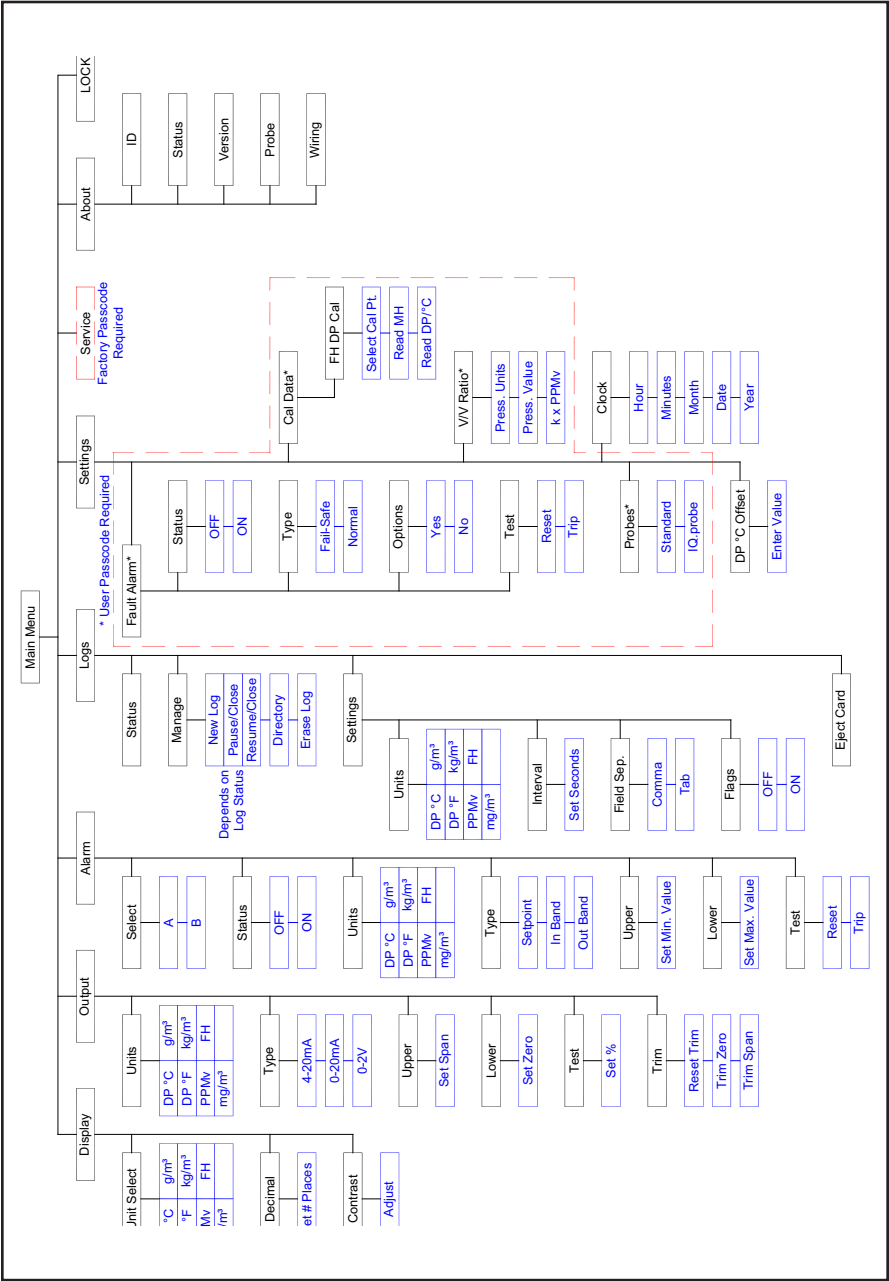 Main Menu
Display
Unit Select
°C g/m³
°F kg/m³
Mv FH
/m³
Decimal
et # Places
Contrast
Adjust
Output
Units
DP °C g/m³
DP °F kg/m³
PPMv FH
mg/m³
Type
4-20mA
0-20mA
0-2V
Upper
Set Span
Lower
Set Zero
Test
Set %
Trim
Reset Trim
Trim Zero
Trim Span
Alarm
Select
A
B
Status
OFF
ON
Units
DP °C g/m³
DP °F kg/m³
PPMv FH
mg/m³
Type
Setpoint
In Band
Out Band
Upper
Set Min. Value
Lower
Set Max. Value
Test
Reset
Trip
Logs
Status
Manage
Depends on
Log Status
New Log
Pause/Close
Resume/Close
Directory
Erase Log
Settings
Units
DP °C g/m³
DP °F kg/m³
PPMv FH
mg/m³
Interval
Set Seconds
Field Sep.
Comma
Tab
Flags
OFF
ON
Eject Card
Settings
* User Passcode Required
Fault Alarm*
Status
OFF
ON
Type
Fail-Safe
Normal
Options
Yes
No
Test
Reset
Trip
Cal Data*
FH DP Cal
Select Cal Pt.
Read MH
Read DP/°C
V/V Ratio*
Press. Units
Press. Value
k x PPMv
Clock
Hour
Minutes
Month
Date
Year
Probes*
Standard
IQ.probe
DP °C Offset
Enter Value
Service
Factory Passcode
Required
About
ID
Status
Version
Probe
Wiring
LOCK